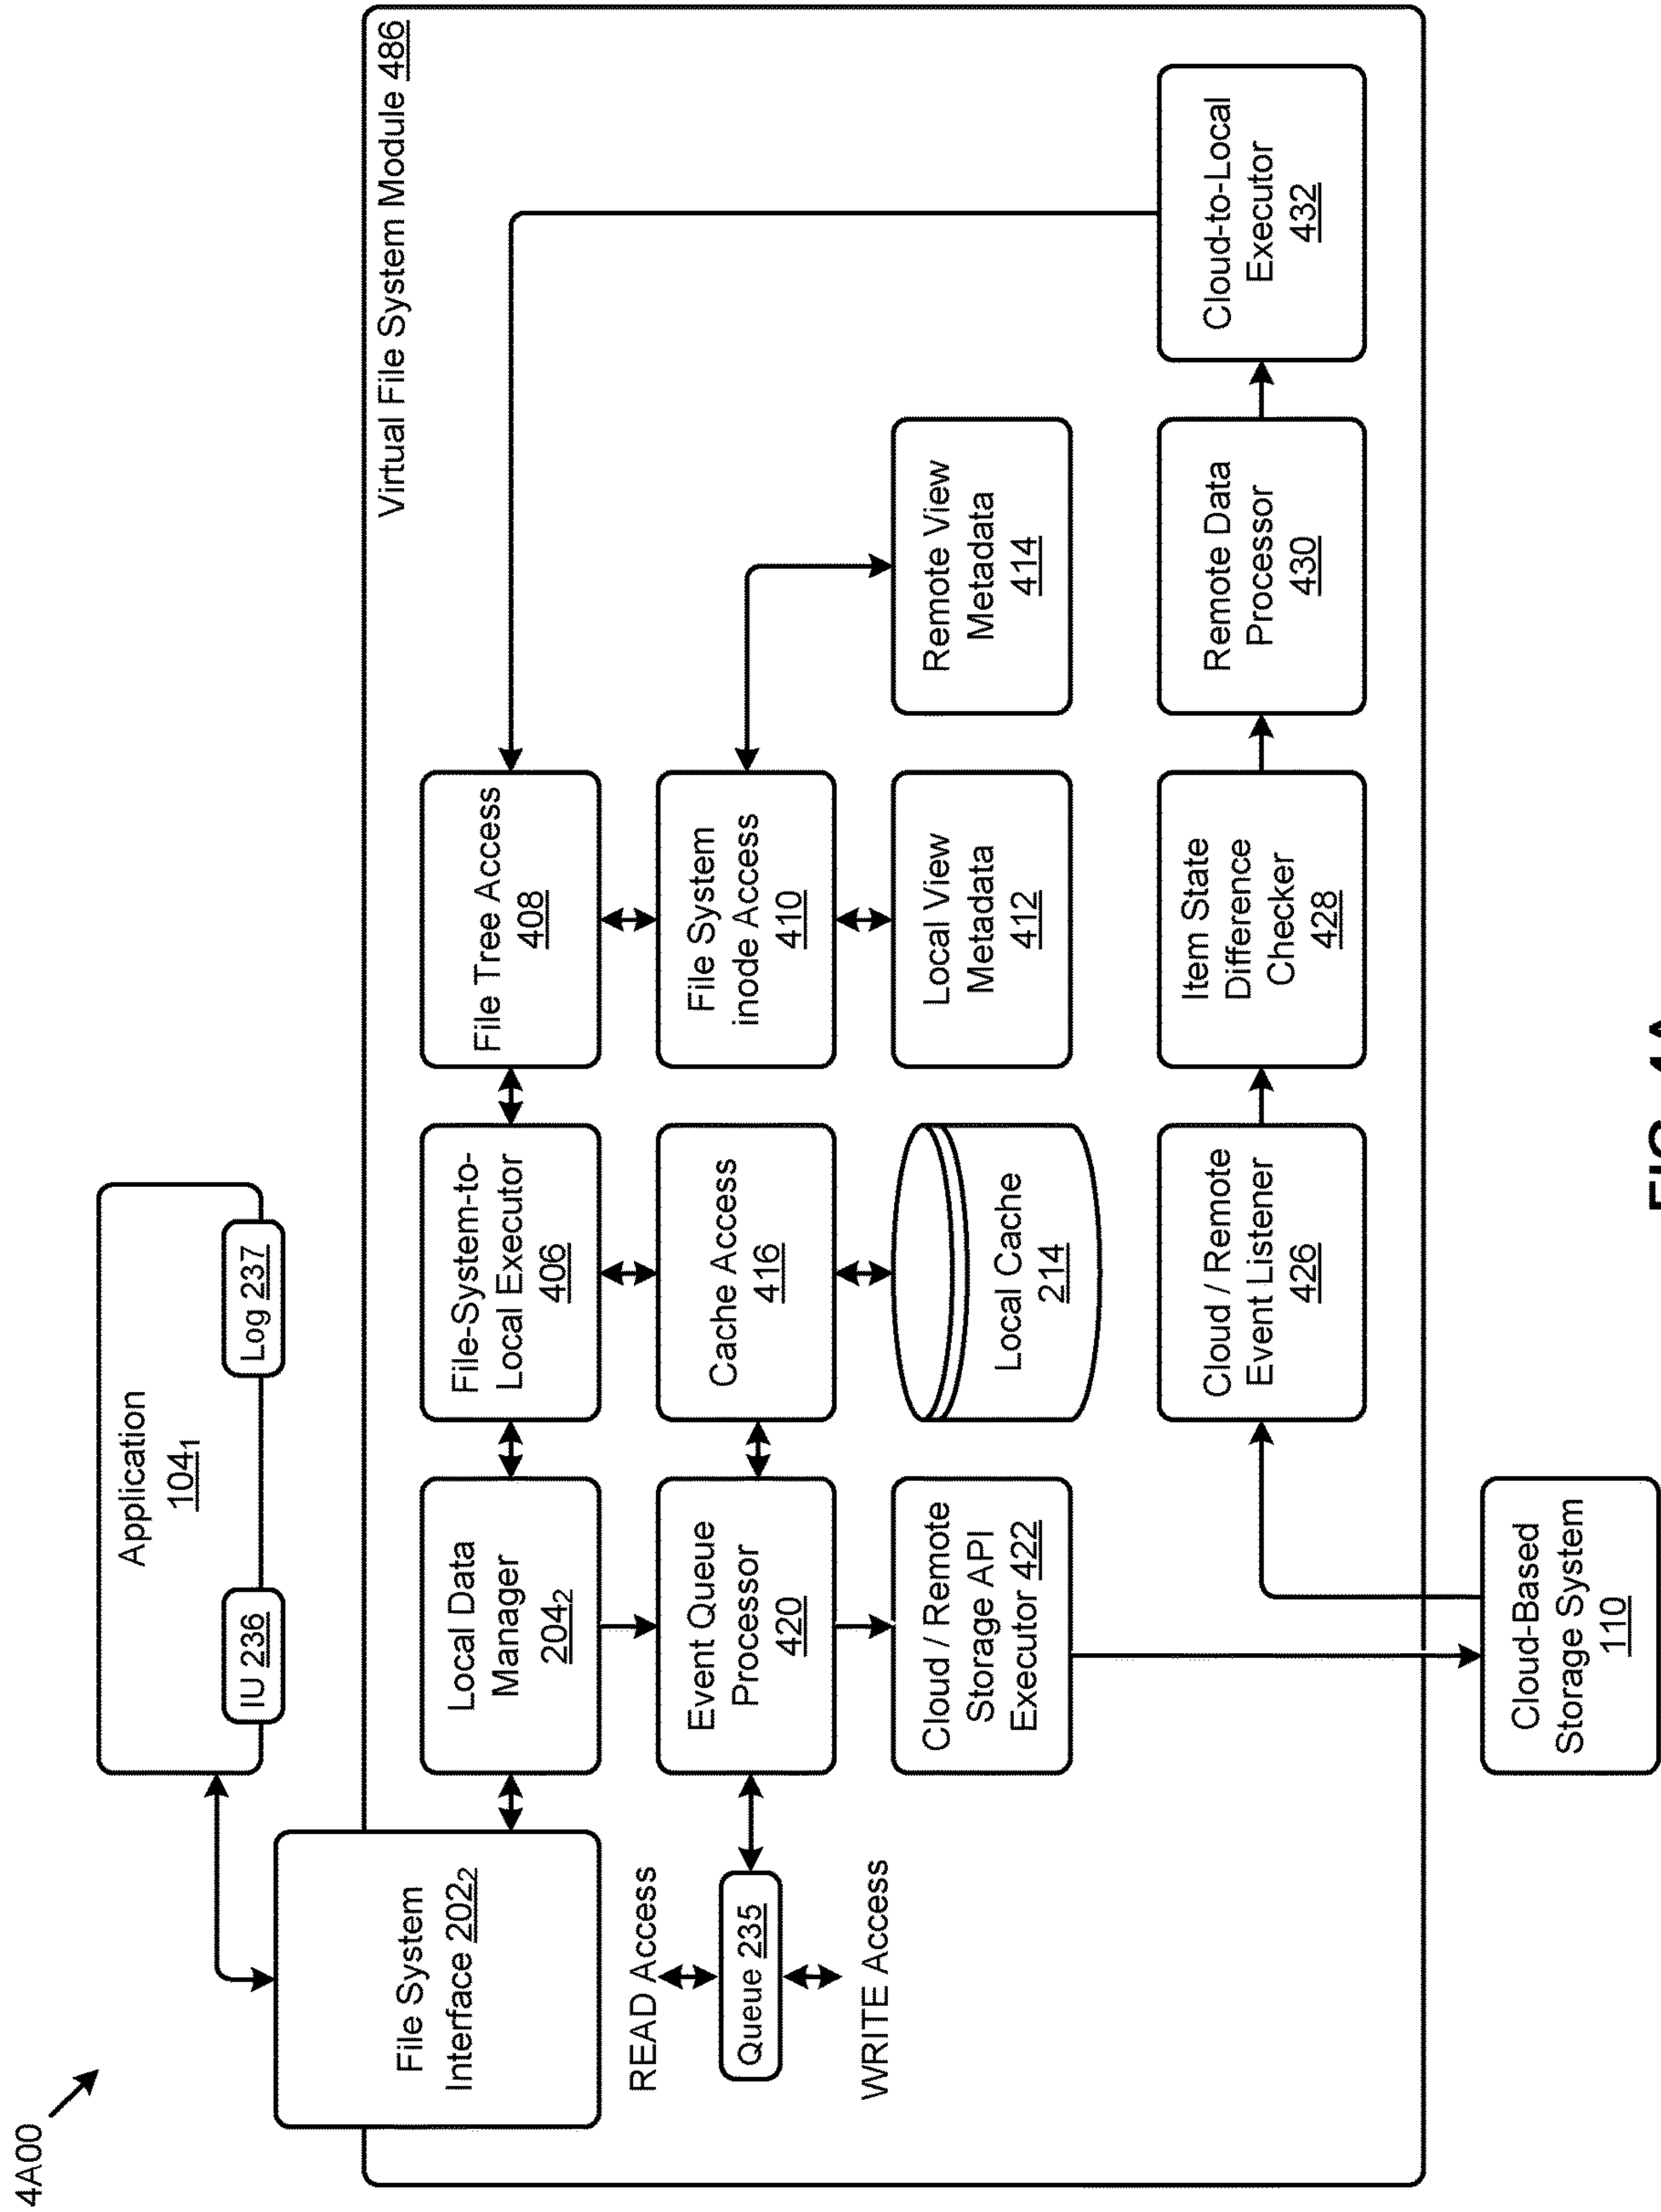 4A00
Application
104₁
IU 236
Log 237
Virtual File System Module 486
File System
Interface 202₂
Local Data
Manager
204₂
File-System-to-
Local Executor
406
File Tree Access
408
READ Access
Queue 235
WRITE Access
Event Queue
Processor
420
Cache Access
416
File System
inode Access
410
Cloud / Remote
Storage API
Executor 422
Local Cache
214
Local View
Metadata
412
Remote View
Metadata
414
Cloud / Remote
Event Listener
426
Item State
Difference
Checker
428
Remote Data
Processor
430
Cloud-to-Local
Executor
432
Cloud-Based
Storage System
110
FIG. 4A